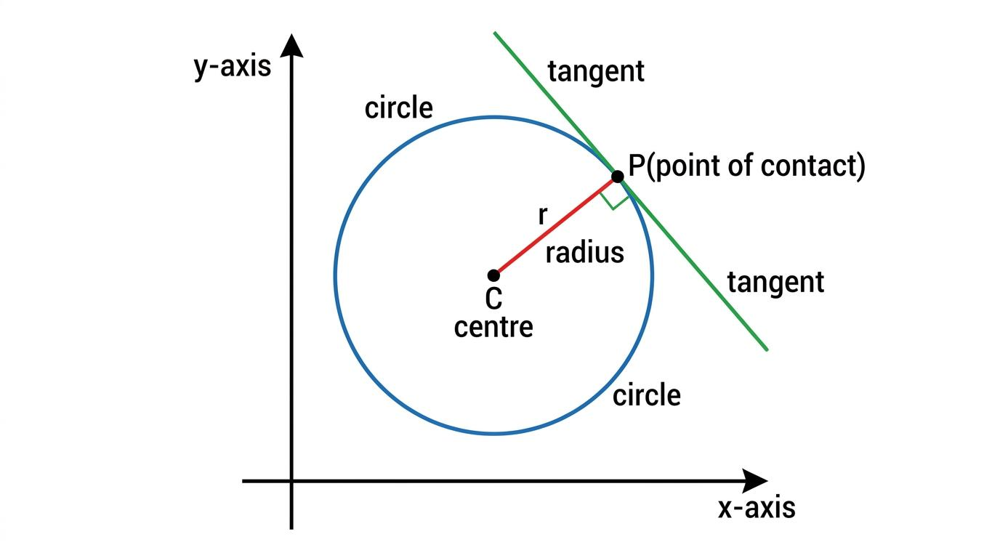 y-axis
tangent
circle
P(point of contact)
r
radius
tangent
C
centre
circle
x-axis